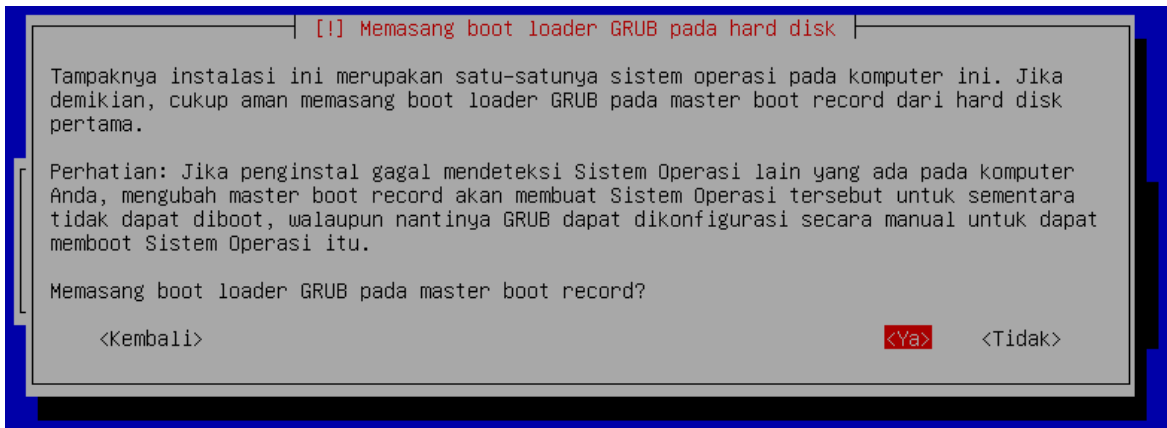 [!] Memasang boot loader GRUB pada hard disk
Tampaknya instalasi ini merupakan satu-satunya sistem operasi pada komputer ini. Jika
demikian, cukup aman memasang boot loader GRUB pada master boot record dari hard disk
pertama.
Perhatian: Jika penginstal gagal mendeteksi Sistem Operasi lain yang ada pada komputer
Anda, mengubah master boot record akan membuat Sistem Operasi tersebut untuk sementara
tidak dapat diboot, walaupun nantinya GRUB dapat dikonfigurasi secara manual untuk dapat
memboot Sistem Operasi itu.
Memasang boot loader GRUB pada master boot record?
<Kembali> <Ya> <Tidak>